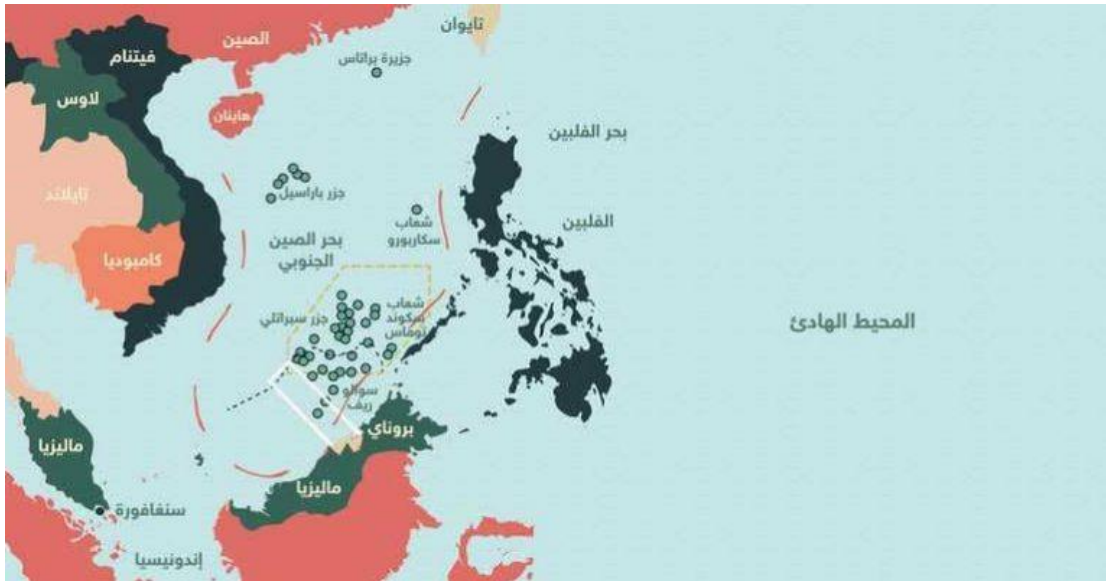 تايوان
الصين
فيتنام
جزيرة براتاس
لاوس
هاينان
بحر الفلبين
تايلاند
جزر باراسيل
شعاب
سكاربورو
الفلبين
بحر الصين
الجنوبي
كامبوديا
شعاب
سكوند
توماس
جزر سبراتلي
المحيط الهادئ
سوالو
ريف
بروناي
ماليزيا
ماليزيا
سنغافورة
إندونيسيا